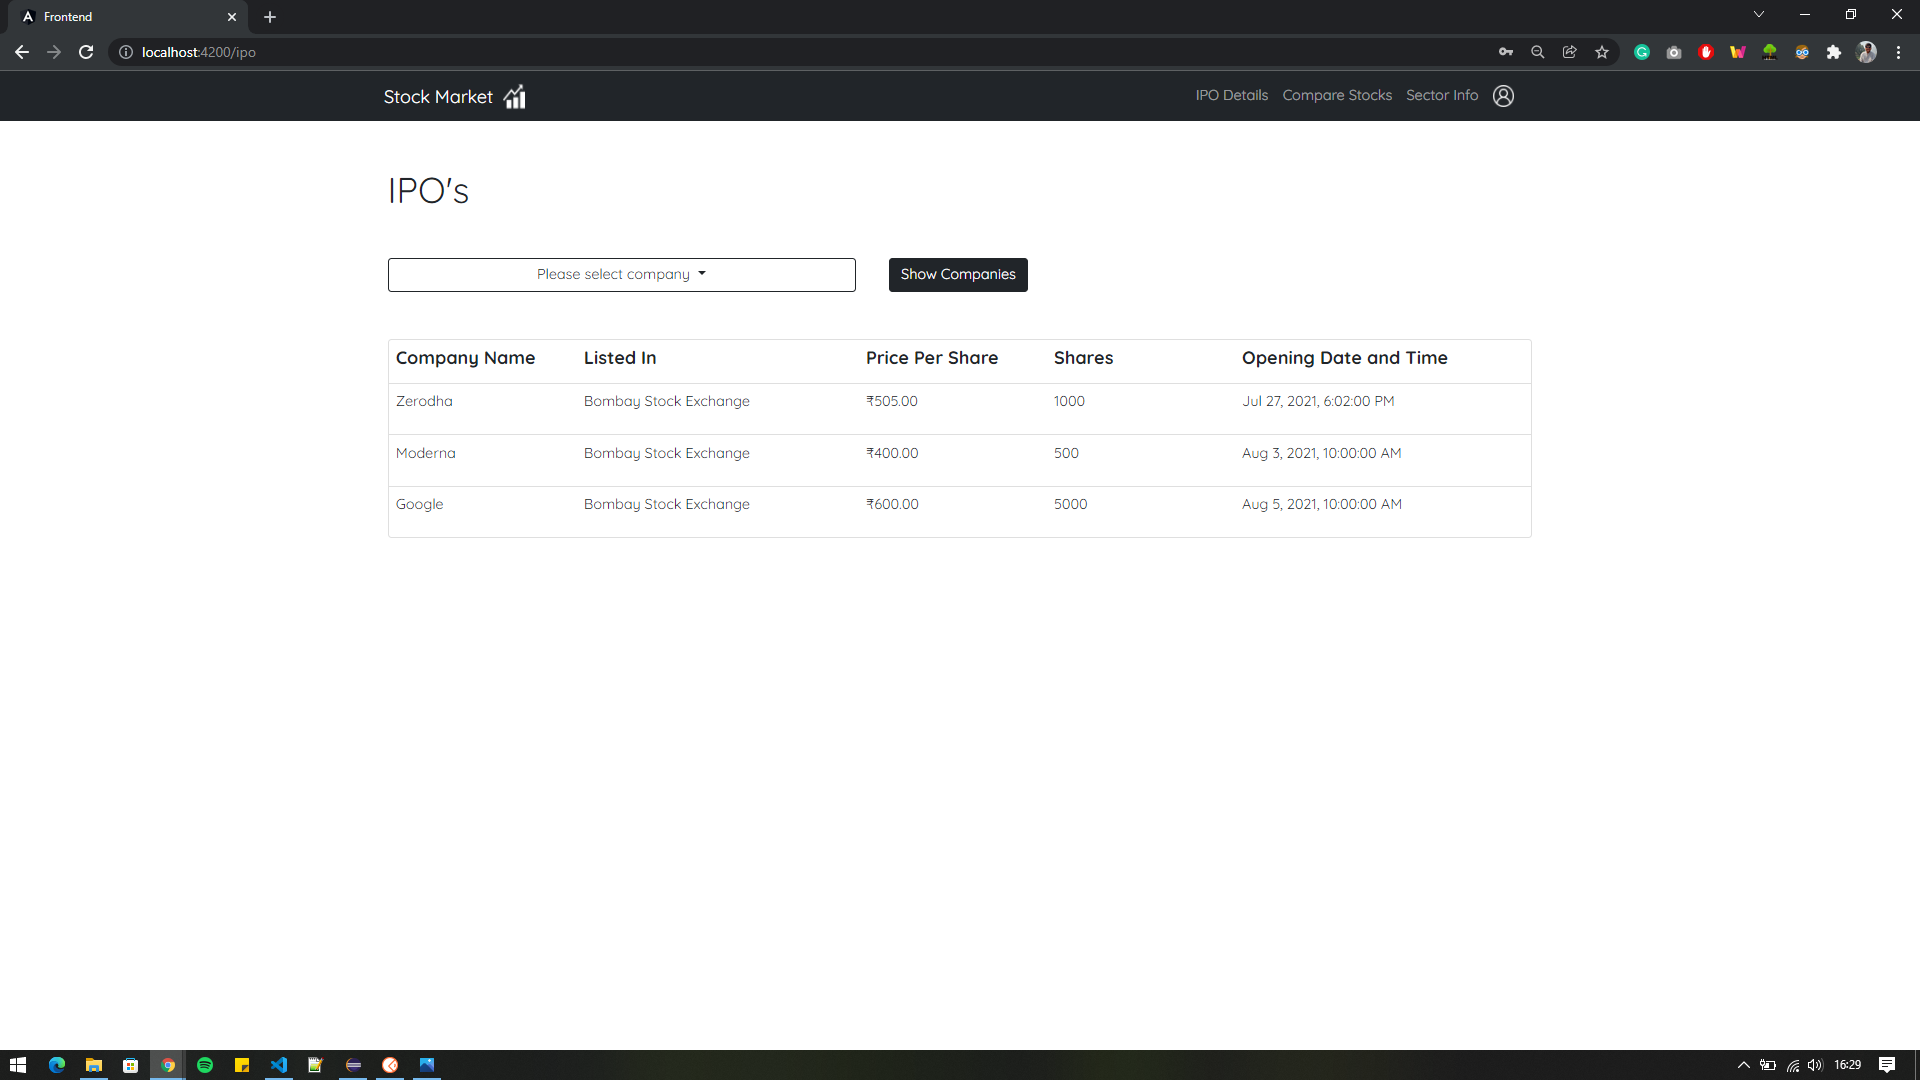 Frontend
localhost:4200/ipo
Stock Market IPO Details Compare Stocks Sector Info
IPO's
Please select company Show Companies
Company Name Listed In Price Per Share Shares Opening Date and Time
Zerodha Bombay Stock Exchange ₹505.00 1000 Jul 27, 2021, 6:02:00 PM
Moderna Bombay Stock Exchange ₹400.00 500 Aug 3, 2021, 10:00:00 AM
Google Bombay Stock Exchange ₹600.00 5000 Aug 5, 2021, 10:00:00 AM
16:29